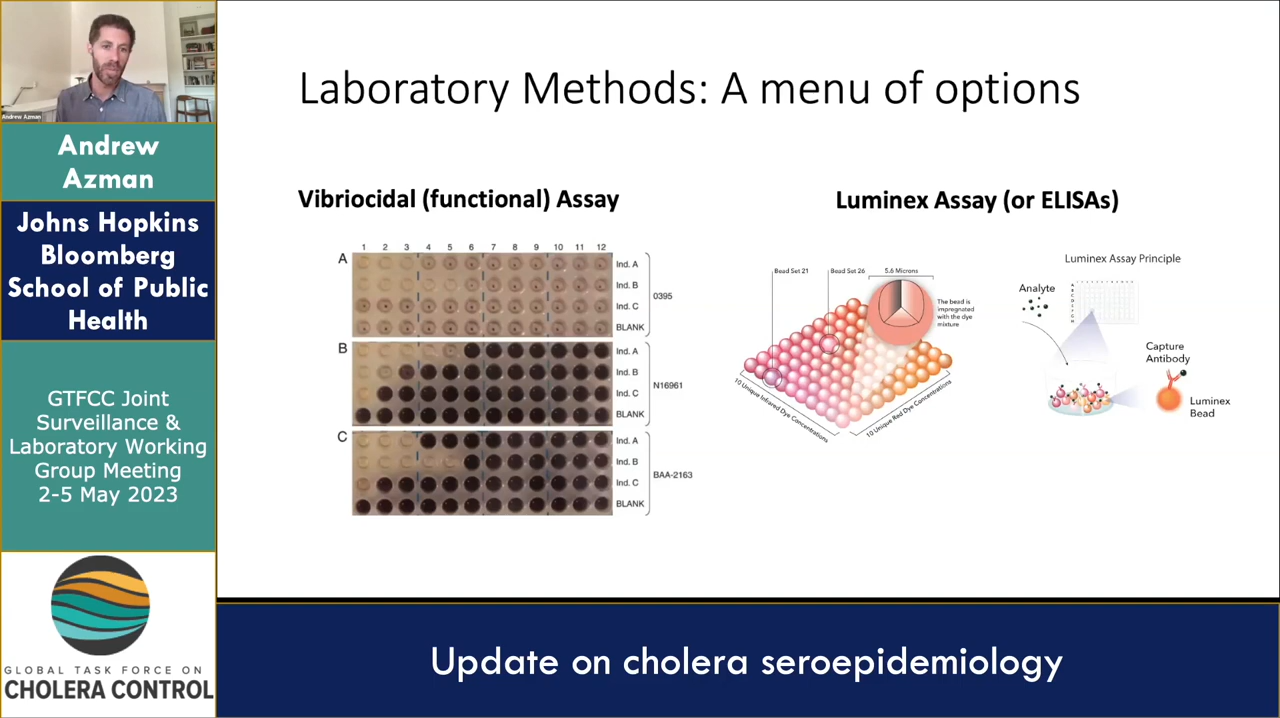 Andrew Azman
Andrew
Azman
Johns Hopkins
Bloomberg
School of Public
Health
GTFCC Joint
Surveillance &
Laboratory Working
Group Meeting
2-5 May 2023
GLOBAL TASK FORCE ON
CHOLERA CONTROL
Laboratory Methods: A menu of options
Vibriocidal (functional) Assay
1 2 3 4 5 6 7 8 9 10 11 12
A
Ind. A
Ind. B
Ind. C
BLANK
0395
B
Ind. A
Ind. B
Ind. C
BLANK
N16961
C
Ind. A
Ind. B
Ind. C
BLANK
BAA-2163
Luminex Assay (or ELISAs)
Bead Set 21
Bead Set 26
5.6 Microns
The bead is
impregnated
with the dye
mixture
10 Unique Infrared Dye Concentrations
10 Unique Red Dye Concentrations
Luminex Assay Principle
Analyte
Capture
Antibody
Luminex
Bead
Update on cholera seroepidemiology